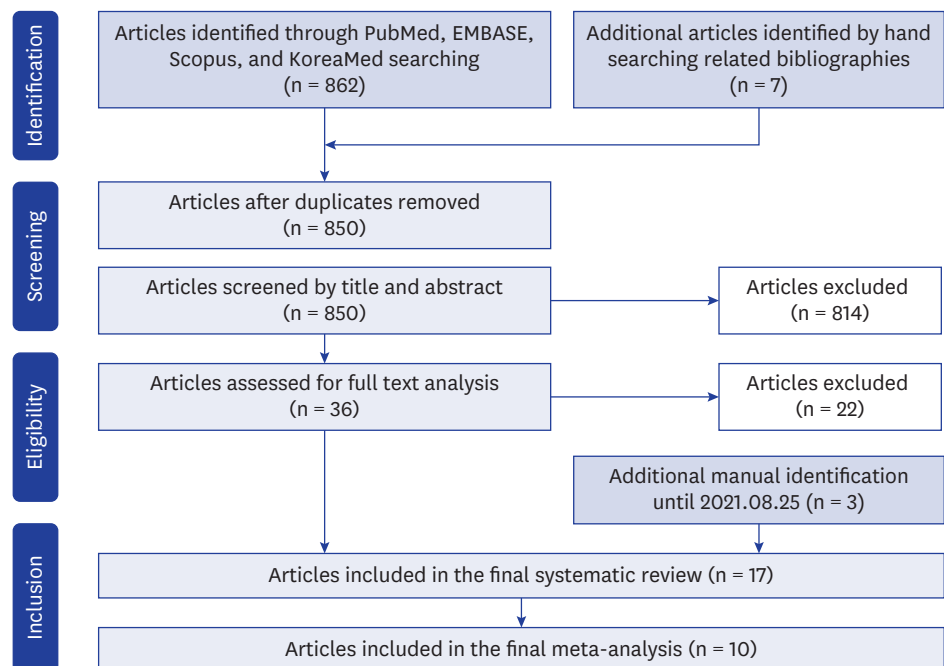 Identification
Articles identified through PubMed, EMBASE,
Scopus, and KoreaMed searching
(n = 862)
Additional articles identified by hand
searching related bibliographies
(n = 7)
Screening
Articles after duplicates removed
(n = 850)
Articles screened by title and abstract
(n = 850)
Articles excluded
(n = 814)
Eligibility
Articles assessed for full text analysis
(n = 36)
Articles excluded
(n = 22)
Additional manual identification
until 2021.08.25 (n = 3)
Inclusion
Articles included in the final systematic review (n = 17)
Articles included in the final meta-analysis (n = 10)